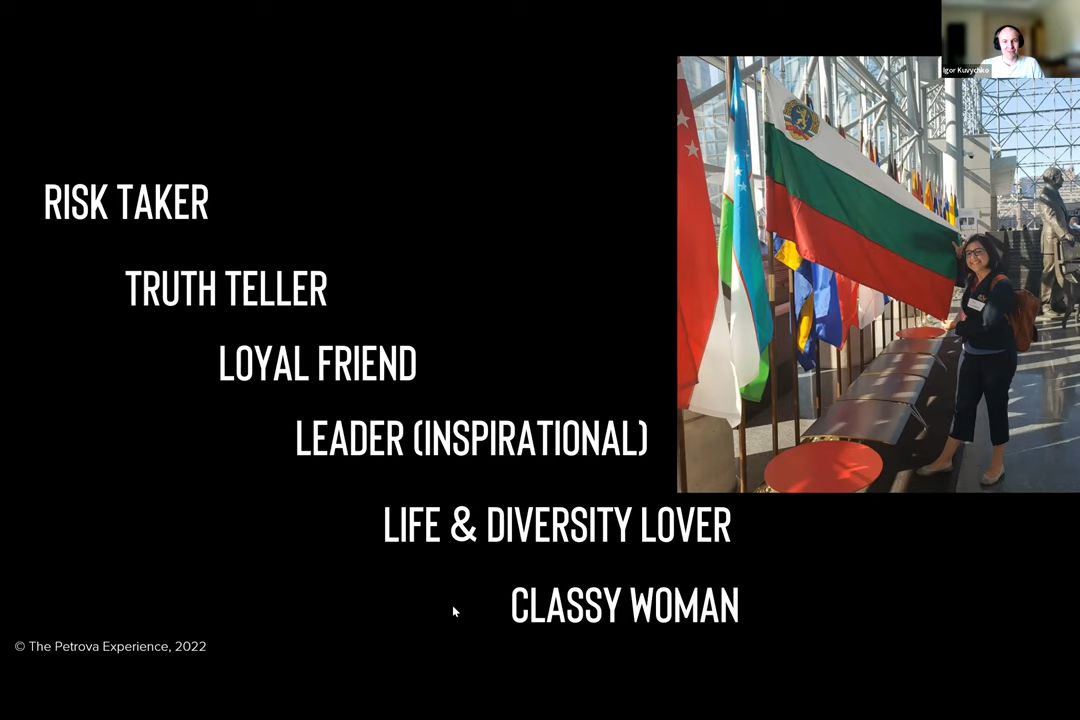 Igor Kuvychko
RISK TAKER
TRUTH TELLER
LOYAL FRIEND
LEADER (INSPIRATIONAL)
LIFE & DIVERSITY LOVER
CLASSY WOMAN
© The Petrova Experience, 2022